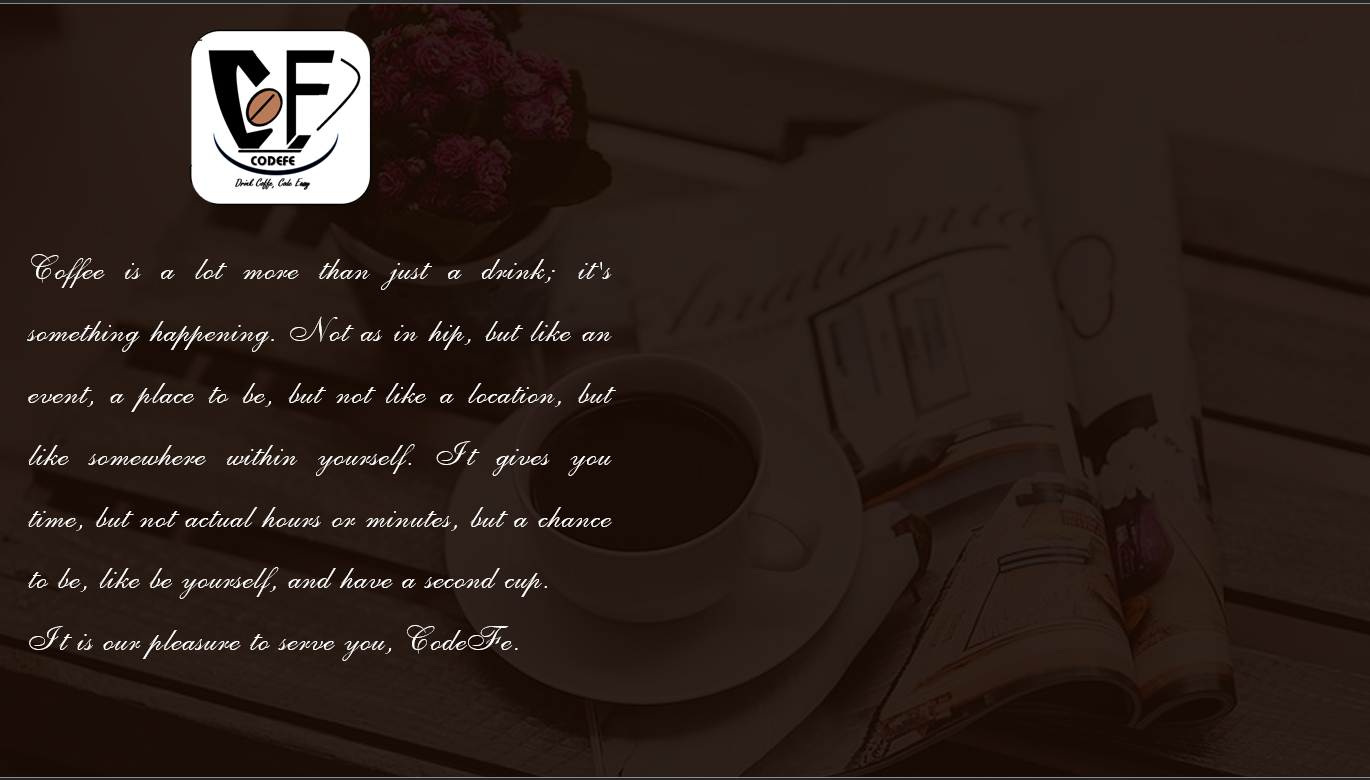 CODEFE
Drink Coffe, Code Easy
Coffee is a lot more than just a drink; it's
something happening. Not as in hip, but like an
event, a place to be, but not like a location, but
like somewhere within yourself. It gives you
time, but not actual hours or minutes, but a chance
to be, like be yourself, and have a second cup.
It is our pleasure to serve you, CodeFe.